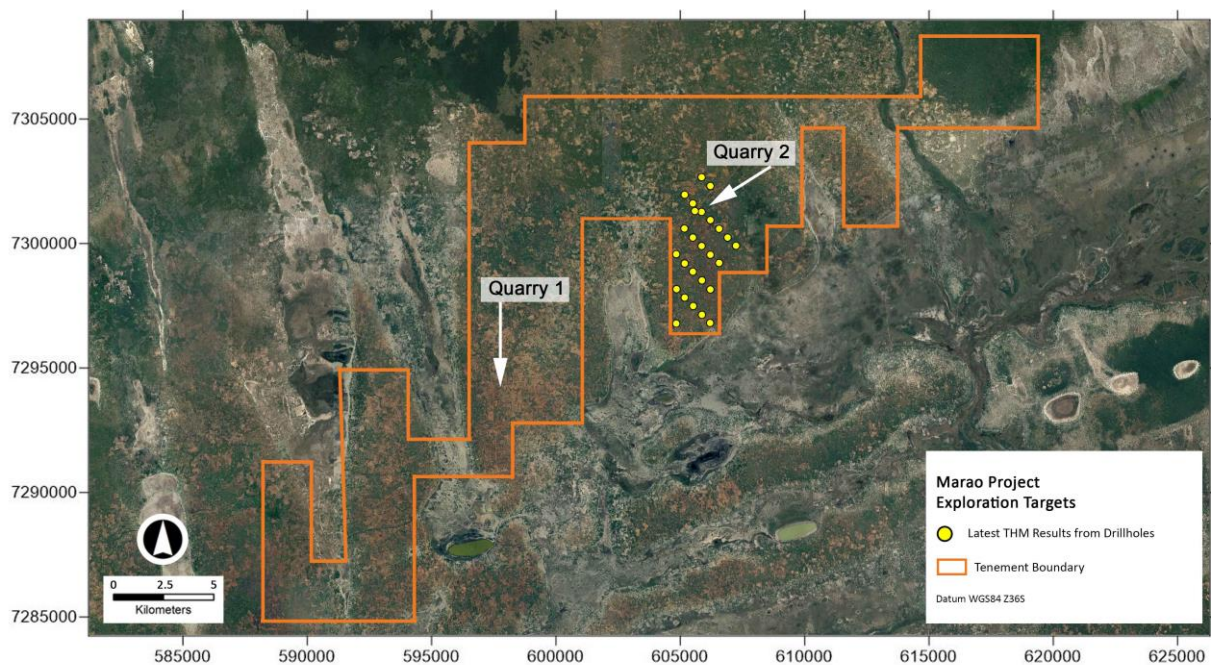 7305000
7300000
7295000
7290000
7285000
Quarry 2
Quarry 1
Marao Project
Exploration Targets
Latest THM Results from Drillholes
Tenement Boundary
Datum WGS84 Z36S
0 2.5 5
Kilometers
585000 590000 595000 600000 605000 610000 615000 620000 625000